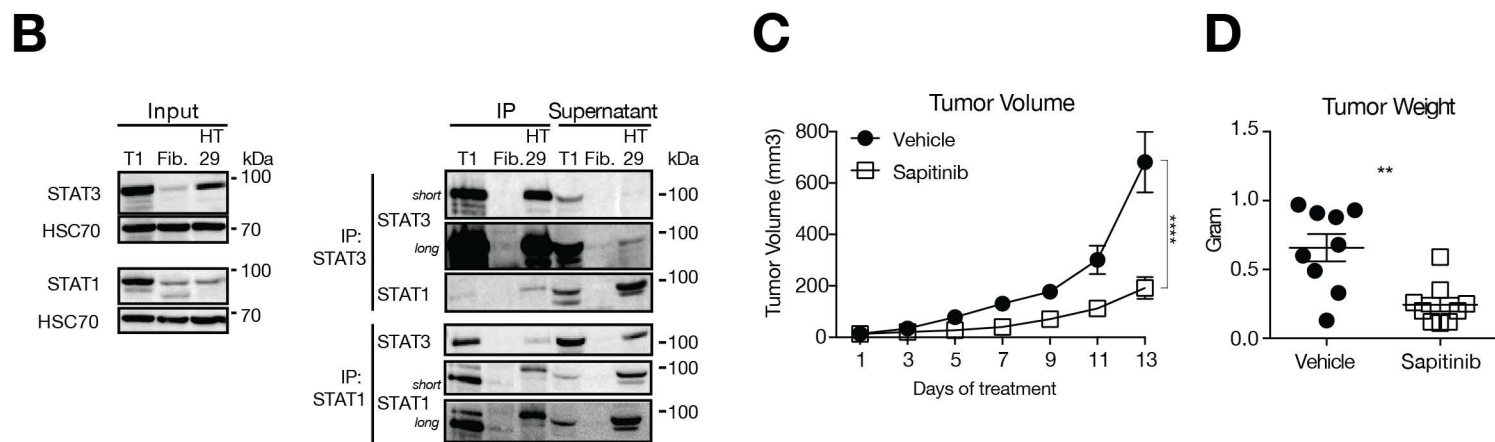 B
Input
T1 Fib. HT 29 kDa
STAT3
100
HSC70
70
STAT1
100
HSC70
70
IP Supernatant
T1 Fib. HT 29 T1 Fib. HT 29 kDa
IP: STAT3
short
STAT3
100
long
100
STAT1
100
IP: STAT1
STAT3
100
short
STAT1
100
long
100
C
Tumor Volume
Vehicle
Sapitinib
Tumor Volume (mm3)
800
600
400
200
0
1 3 5 7 9 11 13
Days of treatment
****
D
Tumor Weight
Gram
1.5
1.0
0.5
0.0
**
Vehicle Sapitinib